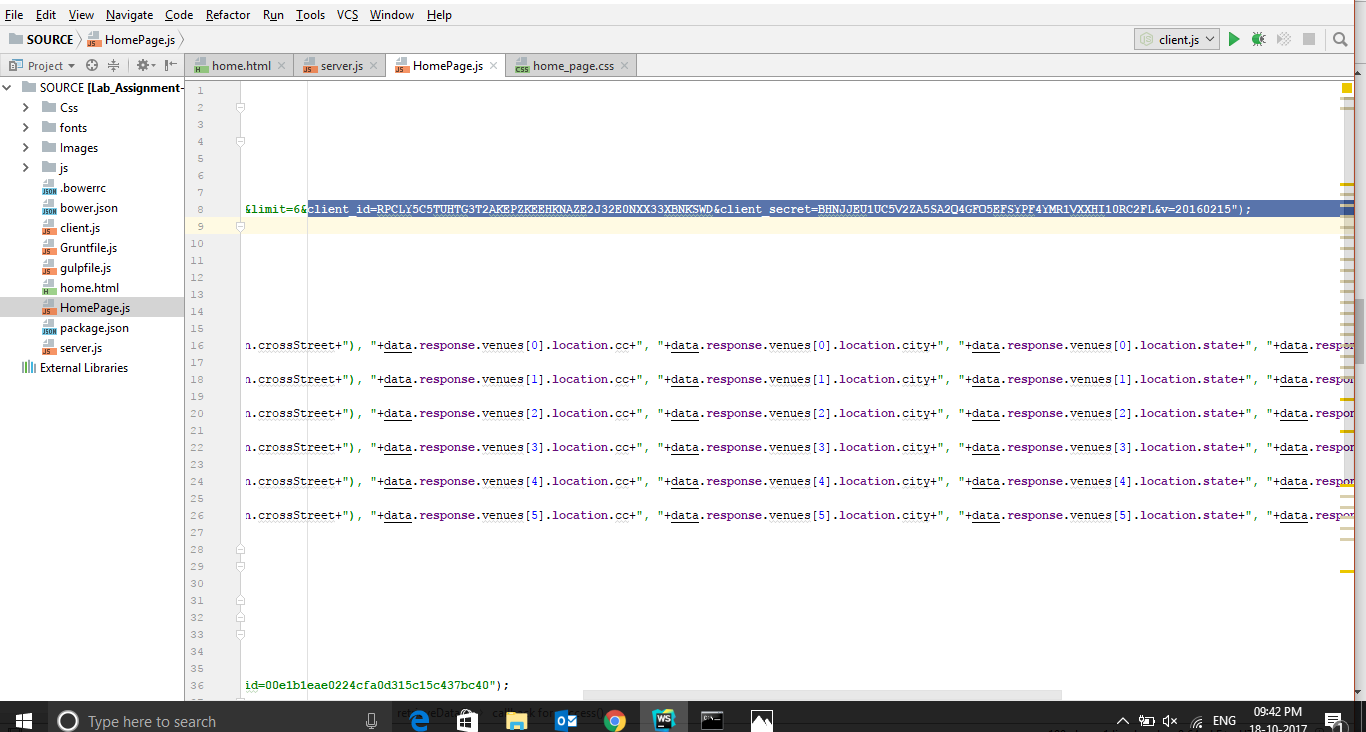 File Edit View Navigate Code Refactor Run Tools VCS Window Help
SOURCE HomePage.js client.js
Project home.html server.js HomePage.js home_page.css
SOURCE [Lab_Assignment-
Css
fonts
Images
js
.bowerrc
bower.json
client.js
Gruntfile.js
gulpfile.js
home.html
HomePage.js
package.json
server.js
External Libraries
1
2
3
4
5
6
7
8 &limit=6&client_id=RPCLY5C5TUHTG3T2AKEPZKEEHKNAZE2J32E0NXX33XBNKSWD&client_secret=BHNJJEU1UC5V2ZA5SA2Q4GFO5EFSYPF4YMR1VXXHI10RC2FL&v=20160215");
9
10
11
12
13
14
15
16 n.crossStreet+"), "+data.response.venues[0].location.cc+", "+data.response.venues[0].location.city+", "+data.response.venues[0].location.state+", "+data.respon
17
18 n.crossStreet+"), "+data.response.venues[1].location.cc+", "+data.response.venues[1].location.city+", "+data.response.venues[1].location.state+", "+data.respon
19
20 n.crossStreet+"), "+data.response.venues[2].location.cc+", "+data.response.venues[2].location.city+", "+data.response.venues[2].location.state+", "+data.respon
21
22 n.crossStreet+"), "+data.response.venues[3].location.cc+", "+data.response.venues[3].location.city+", "+data.response.venues[3].location.state+", "+data.respon
23
24 n.crossStreet+"), "+data.response.venues[4].location.cc+", "+data.response.venues[4].location.city+", "+data.response.venues[4].location.state+", "+data.respon
25
26 n.crossStreet+"), "+data.response.venues[5].location.cc+", "+data.response.venues[5].location.city+", "+data.response.venues[5].location.state+", "+data.respon
27
28
29
30
31
32
33
34
35
36 id=00e1b1eae0224cfa0d315c15c437bc40");
Type here to search
ENG 09:42 PM
18-10-2017